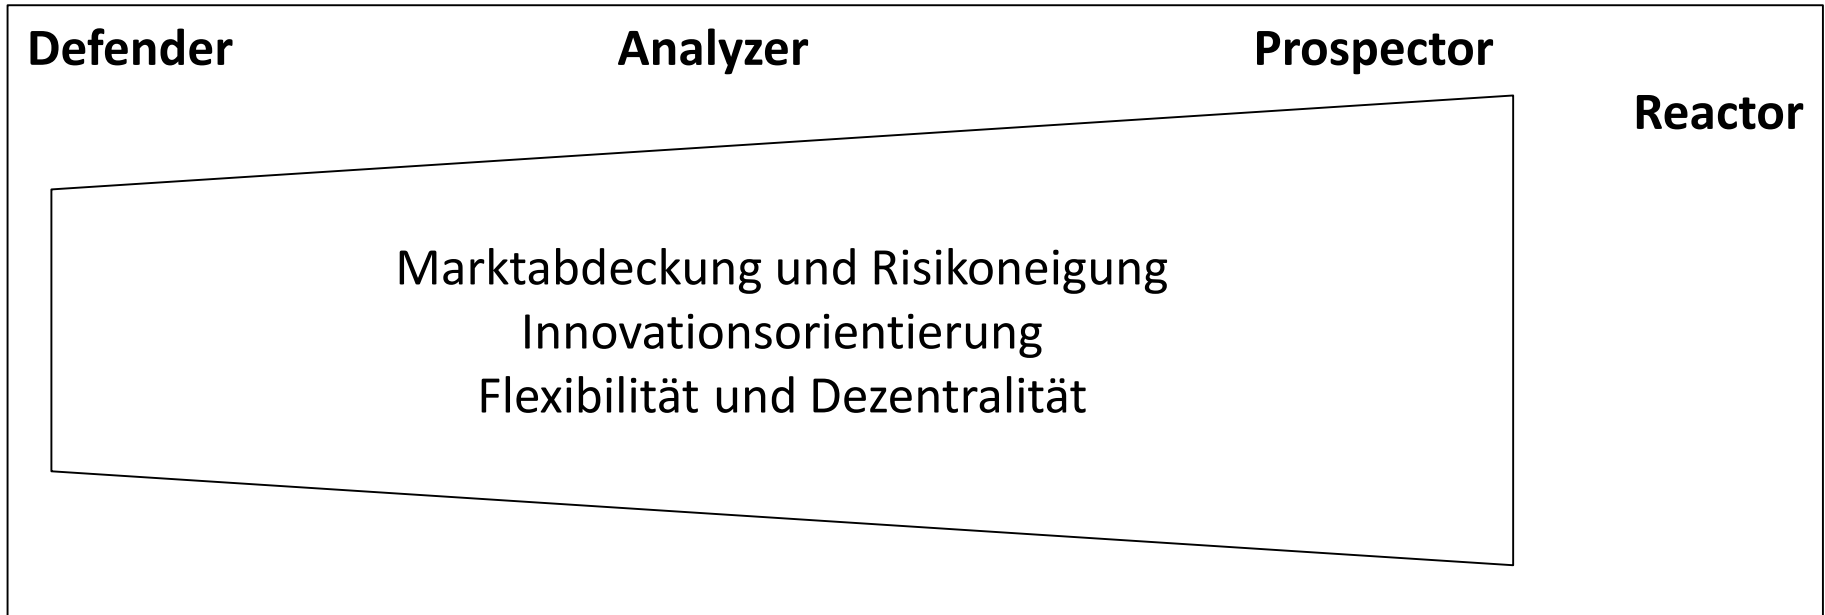 Defender Analyzer Prospector
Reactor
Marktabdeckung und Risikoneigung
Innovationsorientierung
Flexibilität und Dezentralität